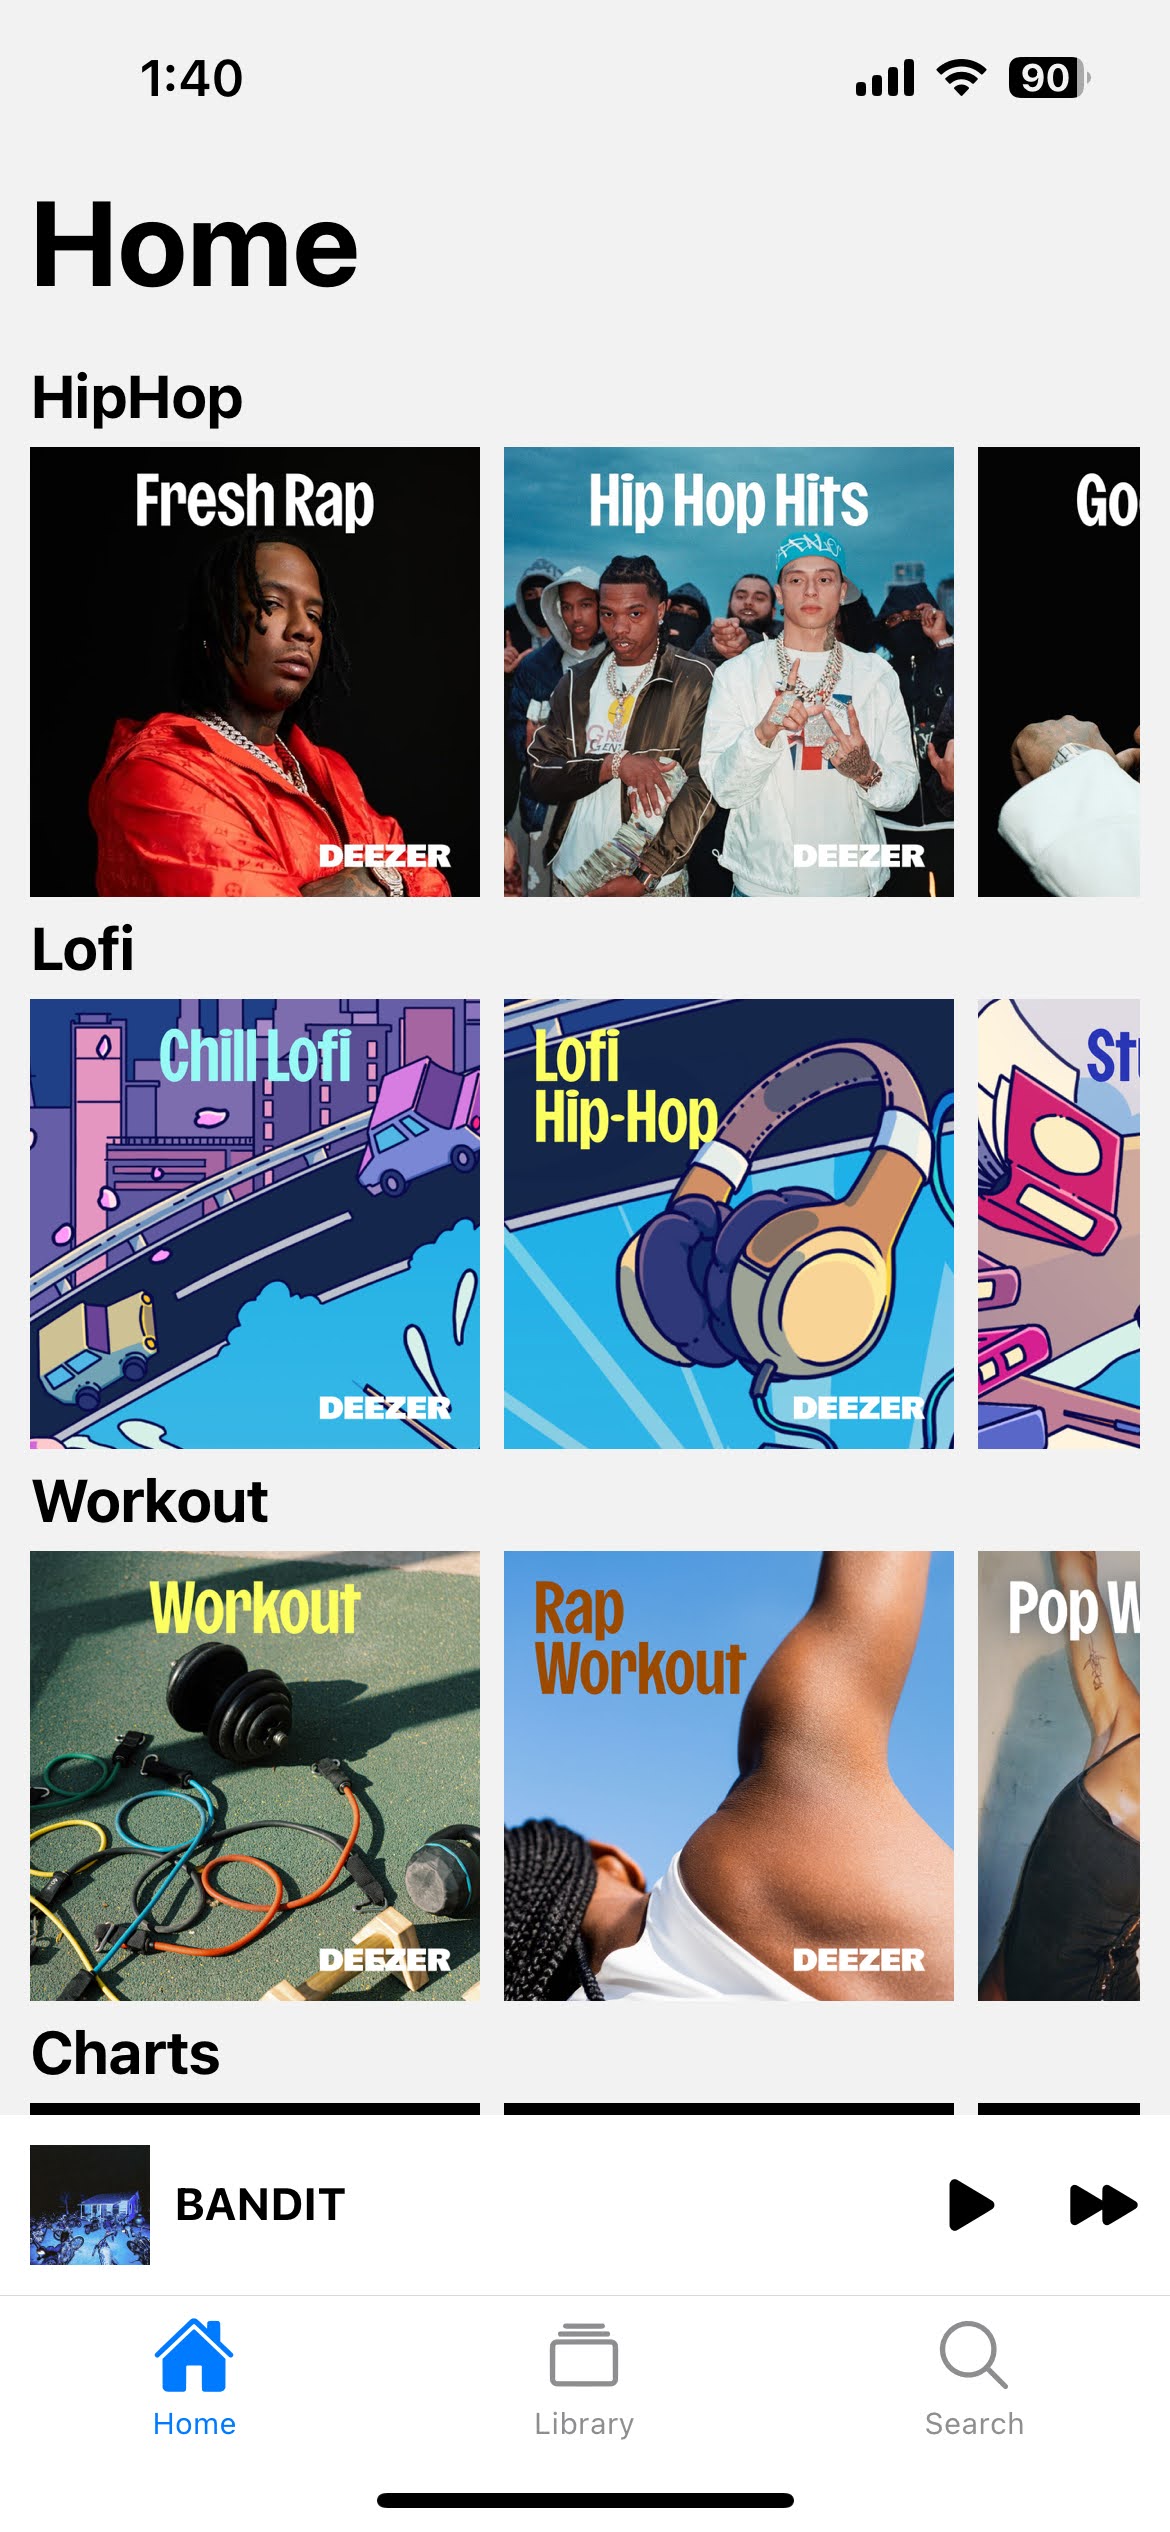 1:40
90
Home
HipHop
Fresh Rap
DEEZER
Hip Hop Hits
DEEZER
Go
Lofi
Chill Lofi
DEEZER
Lofi
Hip-Hop
DEEZER
St
Workout
Workout
DEEZER
Rap
Workout
DEEZER
Pop W
Charts
BANDIT
Home
Library
Search